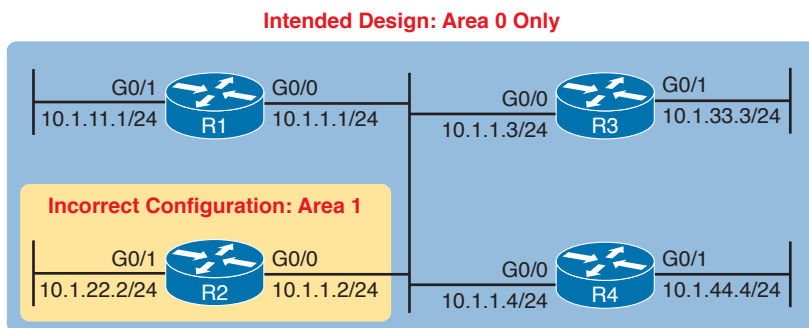 Intended Design: Area 0 Only
G0/1
G0/0
10.1.11.1/24
R1
10.1.1.1/24
G0/0
G0/1
10.1.1.3/24
R3
10.1.33.3/24
Incorrect Configuration: Area 1
G0/1
G0/0
10.1.22.2/24
R2
10.1.1.2/24
G0/0
G0/1
10.1.1.4/24
R4
10.1.44.4/24